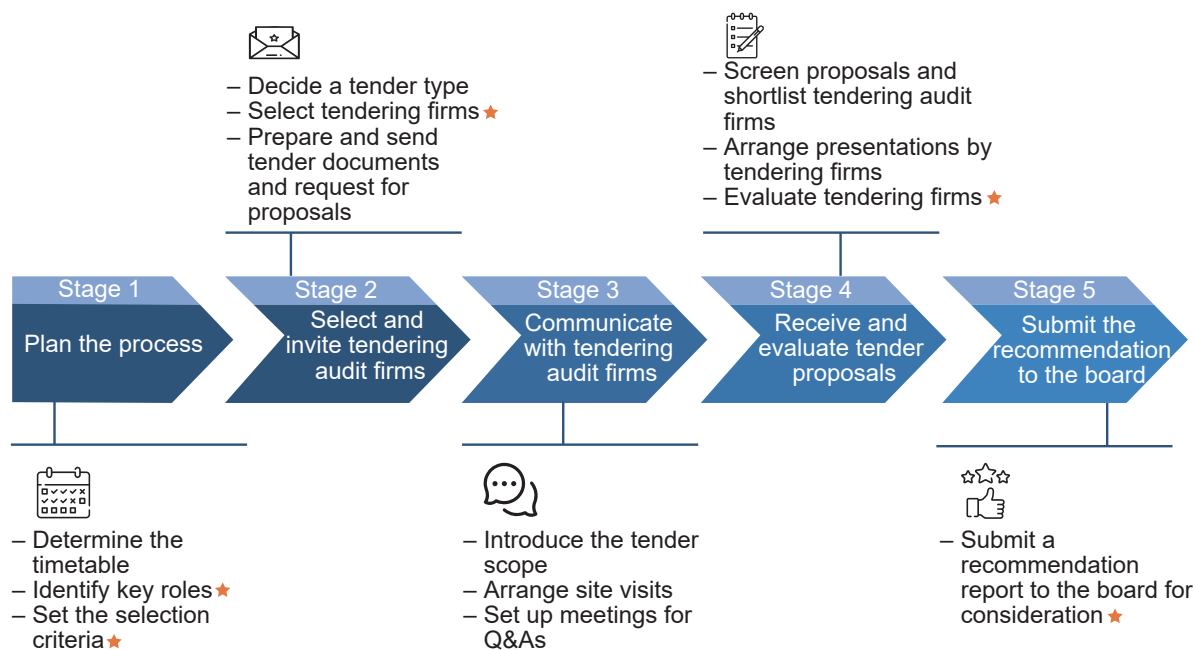 – Decide a tender type
– Select tendering firms
– Prepare and send
tender documents
and request for
proposals
– Screen proposals and
shortlist tendering audit
firms
– Arrange presentations by
tendering firms
– Evaluate tendering firms
Stage 1
Plan the process
Stage 2
Select and
invite tendering
audit firms
Stage 3
Communicate
with tendering
audit firms
Stage 4
Receive and
evaluate tender
proposals
Stage 5
Submit the
recommendation
to the board
– Determine the
timetable
– Identify key roles
– Set the selection
criteria
– Introduce the tender
scope
– Arrange site visits
– Set up meetings for
Q&As
– Submit a
recommendation
report to the board for
consideration